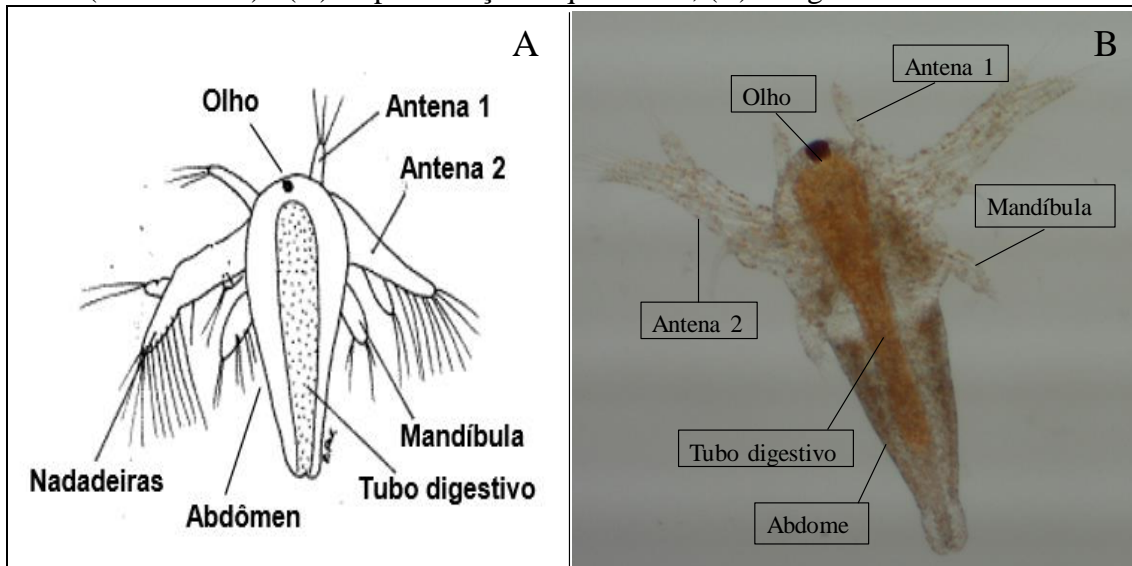 A
Olho
Antena 1
Antena 2
Mandíbula
Tubo digestivo
Nadadeiras
Abdômen
B
Antena 1
Olho
Mandíbula
Antena 2
Tubo digestivo
Abdome